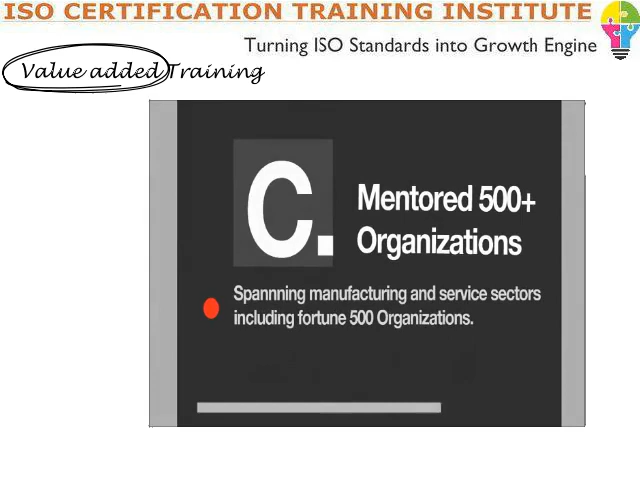 ISO CERTIFICATION TRAINING INSTITUTE
Turning ISO Standards into Growth Engine
Value added Training
C.
Mentored 500+
Organizations
Spannning manufacturing and service sectors
including fortune 500 Organizations.